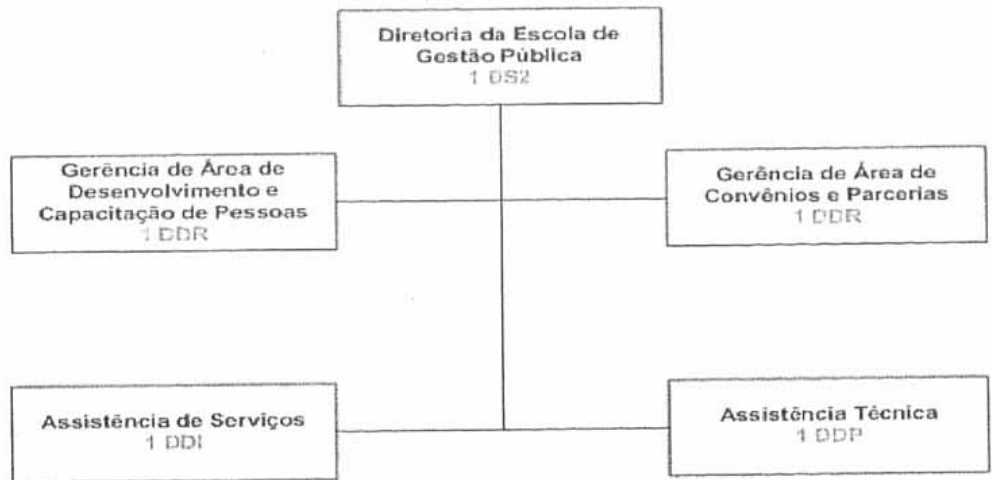 Diretoria da Escola de
Gestão Pública
1 DS2
Gerência de Área de
Desenvolvimento e
Capacitação de Pessoas
1 DDR
Gerência de Área de
Convênios e Parcerias
1 DDR
Assistência de Serviços
1 DDI
Assistência Técnica
1 DDP